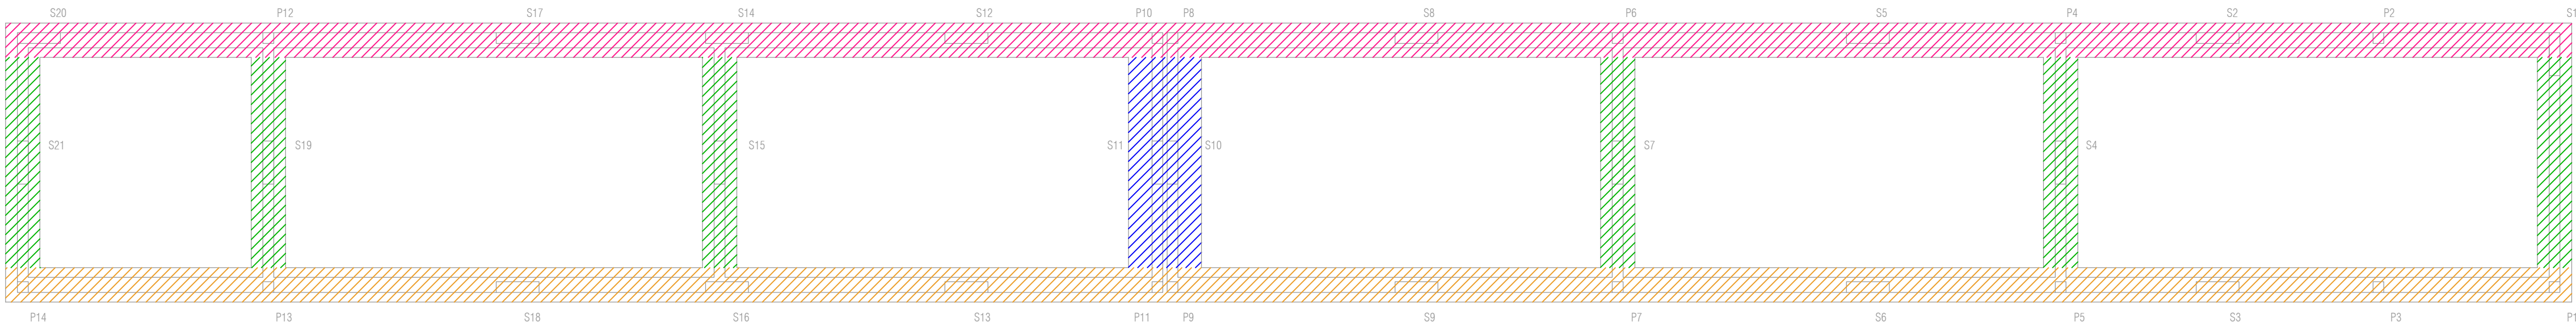 S20 P12 S17 S14 S12 P10 P8 S8 P6 S5 P4 S2 P2 S1
S21 S19 S15 S11 S10 S7 S4
P14 P13 S18 S16 S13 P11 P9 S9 P7 S6 P5 S3 P3